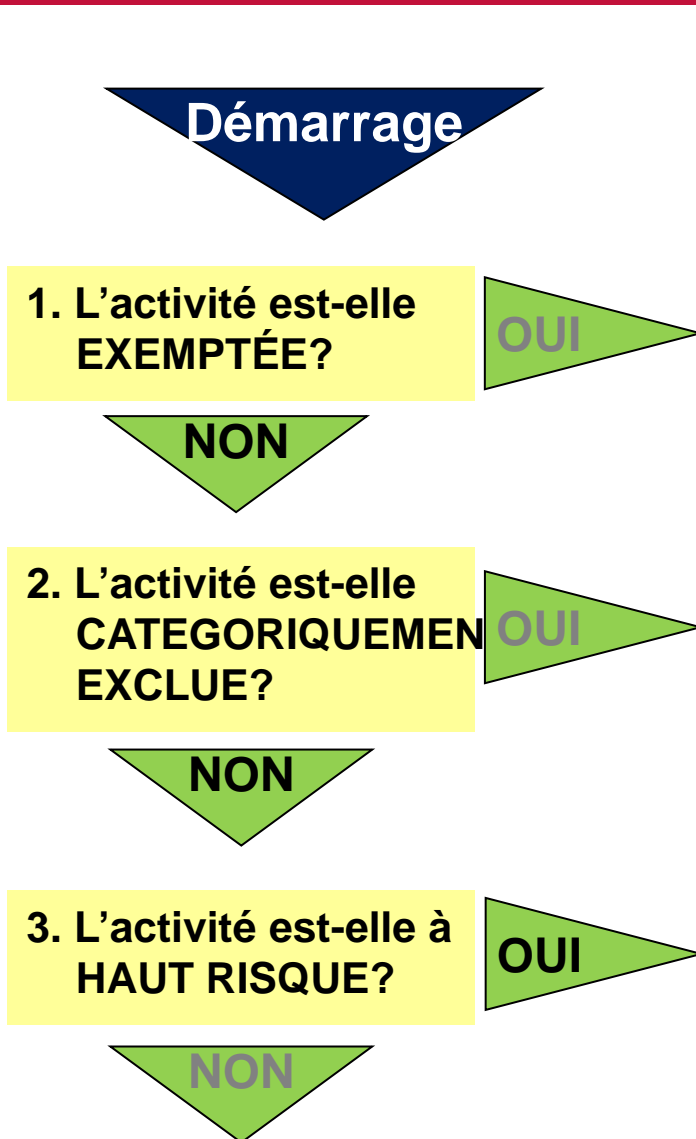 Démarrage
1. L’activité est-elle
EXEMPTÉE?
OUI
NON
2. L’activité est-elle
CATEGORIQUEMEN
EXCLUE?
OUI
NON
3. L’activité est-elle à
HAUT RISQUE?
OUI
NON